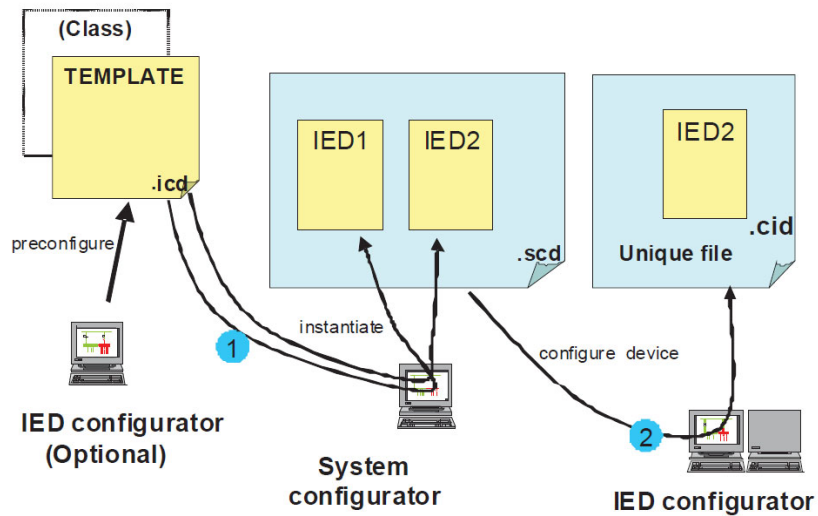 (Class)
TEMPLATE
.icd
preconfigure
IED configurator
(Optional)
1
IED1
IED2
.scd
instantiate
System
configurator
IED2
.cid
Unique file
configure device
2
IED configurator